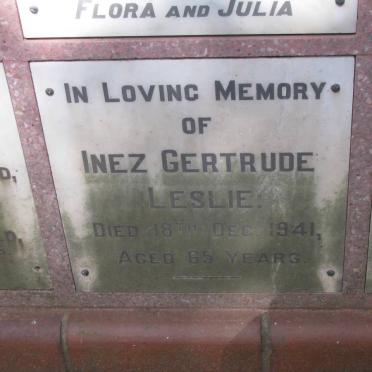 FLORA AND JULIA
IN LOVING MEMORY
OF
INEZ GERTRUDE
LESLIE:
DIED 18TH DEC. 1941,
AGED 65 YEARS.